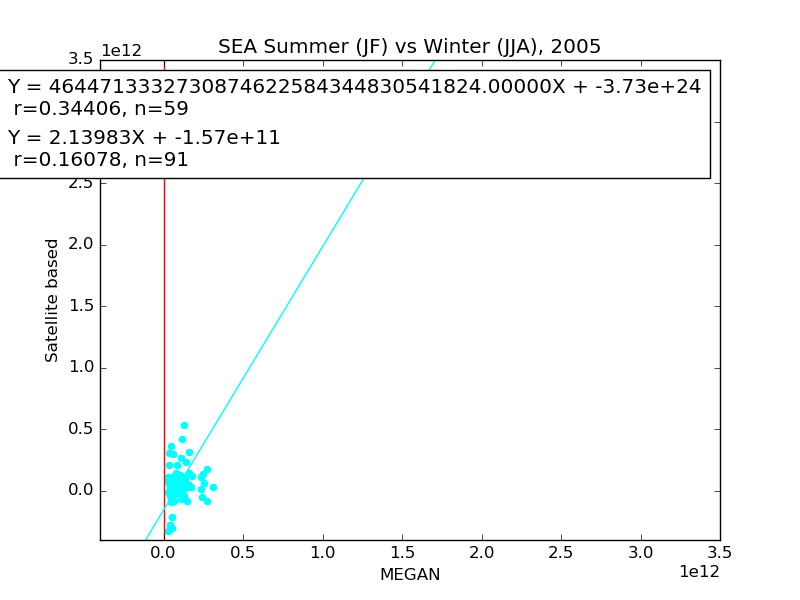 SEA Summer (JF) vs Winter (JJA), 2005
1e12
3.5
Y = 4644713332730874622584344830541824.00000X + -3.73e+24
r=0.34406, n=59
Y = 2.13983X + -1.57e+11
r=0.16078, n=91
2.5
2.0
1.5
1.0
0.5
0.0
Satellite based
0.0 0.5 1.0 1.5 2.0 2.5 3.0 3.5
MEGAN
1e12